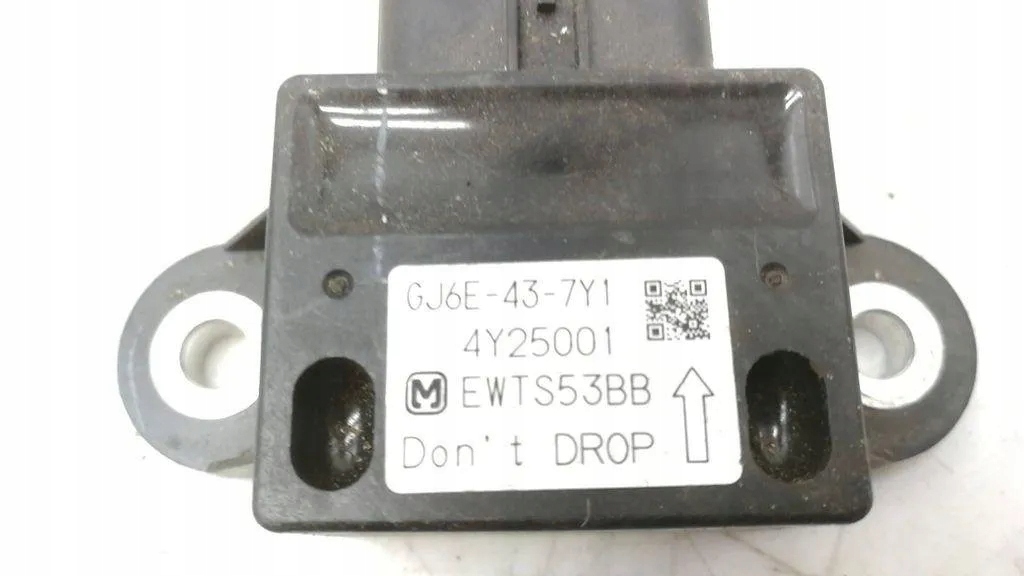 GJ6E-43-7Y1
4Y25001
M EWTS53BB
Don't DROP